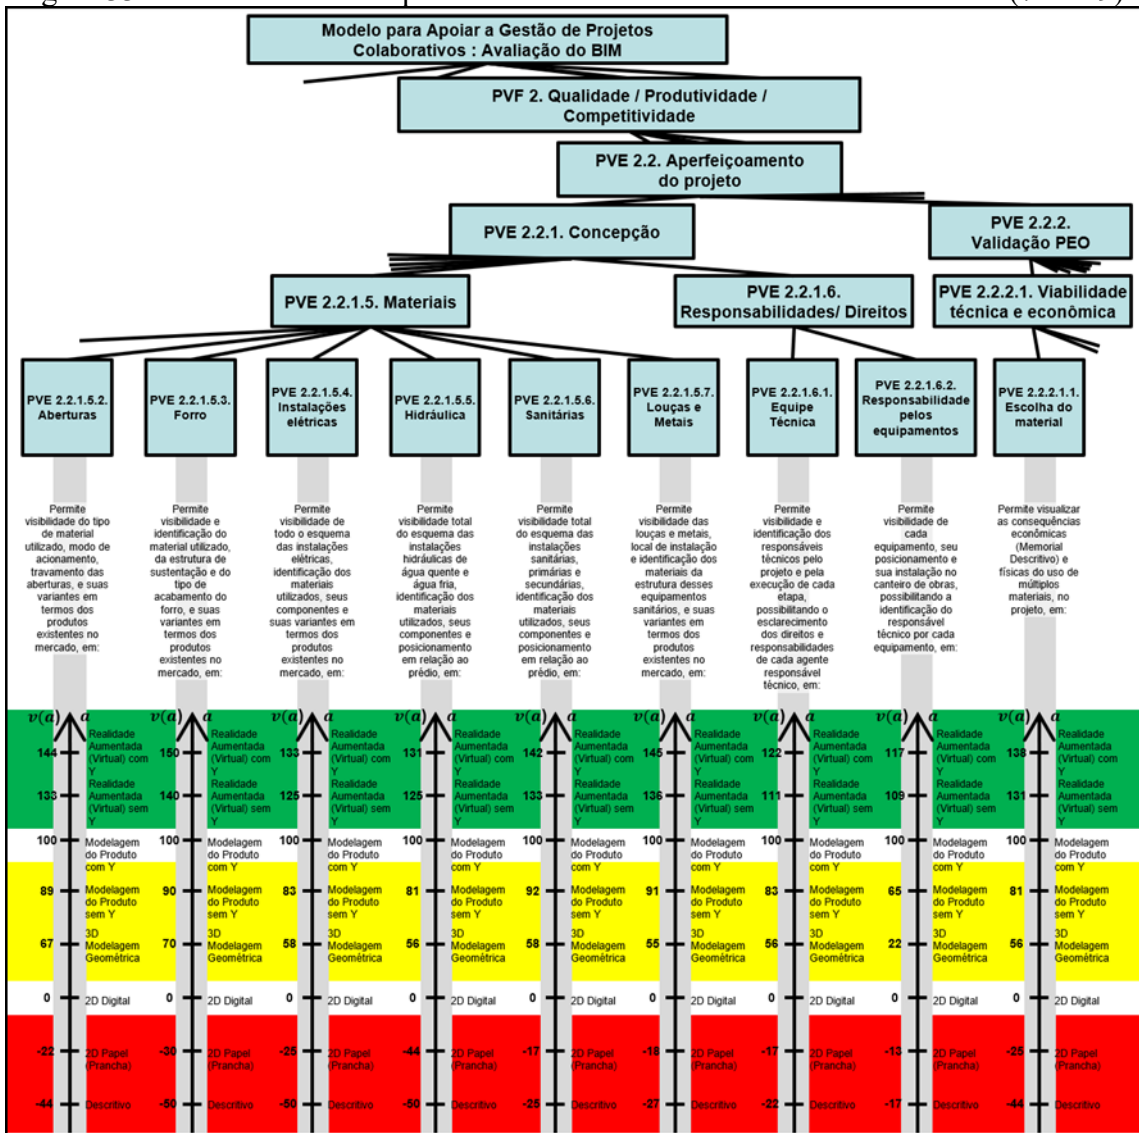 Modelo para Apoiar a Gestão de Projetos
Colaborativos : Avaliação do BIM
PVF 2. Qualidade / Produtividade /
Competitividade
PVE 2.2. Aperfeiçoamento
do projeto
PVE 2.2.1. Concepção
PVE 2.2.2.
Validação PEO
PVE 2.2.1.5. Materiais
PVE 2.2.1.6.
Responsabilidades/ Direitos
PVE 2.2.2.1. Viabilidade
técnica e econômica
PVE 2.2.1.5.2.
Aberturas
PVE 2.2.1.5.3.
Forro
PVE 2.2.1.5.4.
Instalações
elétricas
PVE 2.2.1.5.5.
Hidráulica
PVE 2.2.1.5.6.
Sanitárias
PVE 2.2.1.5.7.
Louças e
Metais
PVE 2.2.1.6.1.
Equipe
Técnica
PVE 2.2.1.6.2.
Responsabilidade
pelos
equipamentos
PVE 2.2.2.1.1.
Escolha do
material
Permite
visibilidade do tipo
de material
utilizado, modo de
acionamento,
travamento das
aberturas, e suas
variantes em
termos dos
produtos
existentes no
mercado, em:
Permite
visibilidade e
identificação do
material utilizado,
da estrutura de
sustentação e do
tipo de
acabamento do
forro, e suas
variantes em
termos dos
produtos
existentes no
mercado, em:
Permite
visibilidade de
todo o esquema
das instalações
elétricas,
identificação dos
materiais
utilizados, seus
componentes e
suas variantes em
termos dos
produtos
existentes no
mercado, em:
Permite
visibilidade total
do esquema das
instalações
hidráulicas de
água quente e
água fria,
identificação dos
materiais
utilizados, seus
componentes e
posicionamento
em relação ao
prédio, em:
Permite
visibilidade total
do esquema das
instalações
sanitárias,
primárias e
secundárias,
identificação dos
materiais
utilizados, seus
componentes e
posicionamento
em relação ao
prédio, em:
Permite
visibilidade das
louças e metais,
local de instalação
e identificação dos
materiais da
estrutura desses
equipamentos
sanitários, e suas
variantes em
termos dos
produtos
existentes no
mercado, em:
Permite
visibilidade e
identificação dos
responsáveis
técnicos pelo
projeto e pela
execução de cada
etapa,
possibilitando o
esclarecimento
dos direitos e
responsabilidades
de cada agente
responsável
técnico, em:
Permite
visibilidade de
cada
equipamento, seu
posicionamento e
sua instalação no
canteiro de obras,
possibilitando a
identificação do
responsável
técnico por cada
equipamento, em:
Permite visualizar
as consequências
econômicas
(Memorial
Descritivo) e
físicas do uso de
múltiplos
materiais, no
projeto, em:
v(a) a v(a) a v(a) a v(a) a v(a) a v(a) a v(a) a v(a) a v(a) a
144 Realidade Aumentada (Virtual) com Y 150 Realidade Aumentada (Virtual) com Y 133 Realidade Aumentada (Virtual) com Y 131 Realidade Aumentada (Virtual) com Y 142 Realidade Aumentada (Virtual) com Y 145 Realidade Aumentada (Virtual) com Y 122 Realidade Aumentada (Virtual) com Y 117 Realidade Aumentada (Virtual) com Y 138 Realidade Aumentada (Virtual) com Y
133 Realidade Aumentada (Virtual) sem Y 140 Realidade Aumentada (Virtual) sem Y 125 Realidade Aumentada (Virtual) sem Y 125 Realidade Aumentada (Virtual) sem Y 133 Realidade Aumentada (Virtual) sem Y 136 Realidade Aumentada (Virtual) sem Y 111 Realidade Aumentada (Virtual) sem Y 109 Realidade Aumentada (Virtual) sem Y 131 Realidade Aumentada (Virtual) sem Y
100 Modelagem do Produto com Y 100 Modelagem do Produto com Y 100 Modelagem do Produto com Y 100 Modelagem do Produto com Y 100 Modelagem do Produto com Y 100 Modelagem do Produto com Y 100 Modelagem do Produto com Y 100 Modelagem do Produto com Y 100 Modelagem do Produto com Y
89 Modelagem do Produto sem Y 90 Modelagem do Produto sem Y 83 Modelagem do Produto sem Y 81 Modelagem do Produto sem Y 92 Modelagem do Produto sem Y 91 Modelagem do Produto sem Y 83 Modelagem do Produto sem Y 65 Modelagem do Produto sem Y 81 Modelagem do Produto sem Y
67 3D Modelagem Geométrica 70 3D Modelagem Geométrica 58 3D Modelagem Geométrica 56 3D Modelagem Geométrica 58 3D Modelagem Geométrica 55 3D Modelagem Geométrica 56 3D Modelagem Geométrica 22 3D Modelagem Geométrica 56 3D Modelagem Geométrica
0 2D Digital 0 2D Digital 0 2D Digital 0 2D Digital 0 2D Digital 0 2D Digital 0 2D Digital 0 2D Digital 0 2D Digital
-22 2D Papel (Prancha) -30 2D Papel (Prancha) -25 2D Papel (Prancha) -44 2D Papel (Prancha) -17 2D Papel (Prancha) -18 2D Papel (Prancha) -17 2D Papel (Prancha) -13 2D Papel (Prancha) -25 2D Papel (Prancha)
-44 Descritivo -50 Descritivo -50 Descritivo -50 Descritivo -25 Descritivo -27 Descritivo -22 Descritivo -17 Descritivo -44 Descritivo